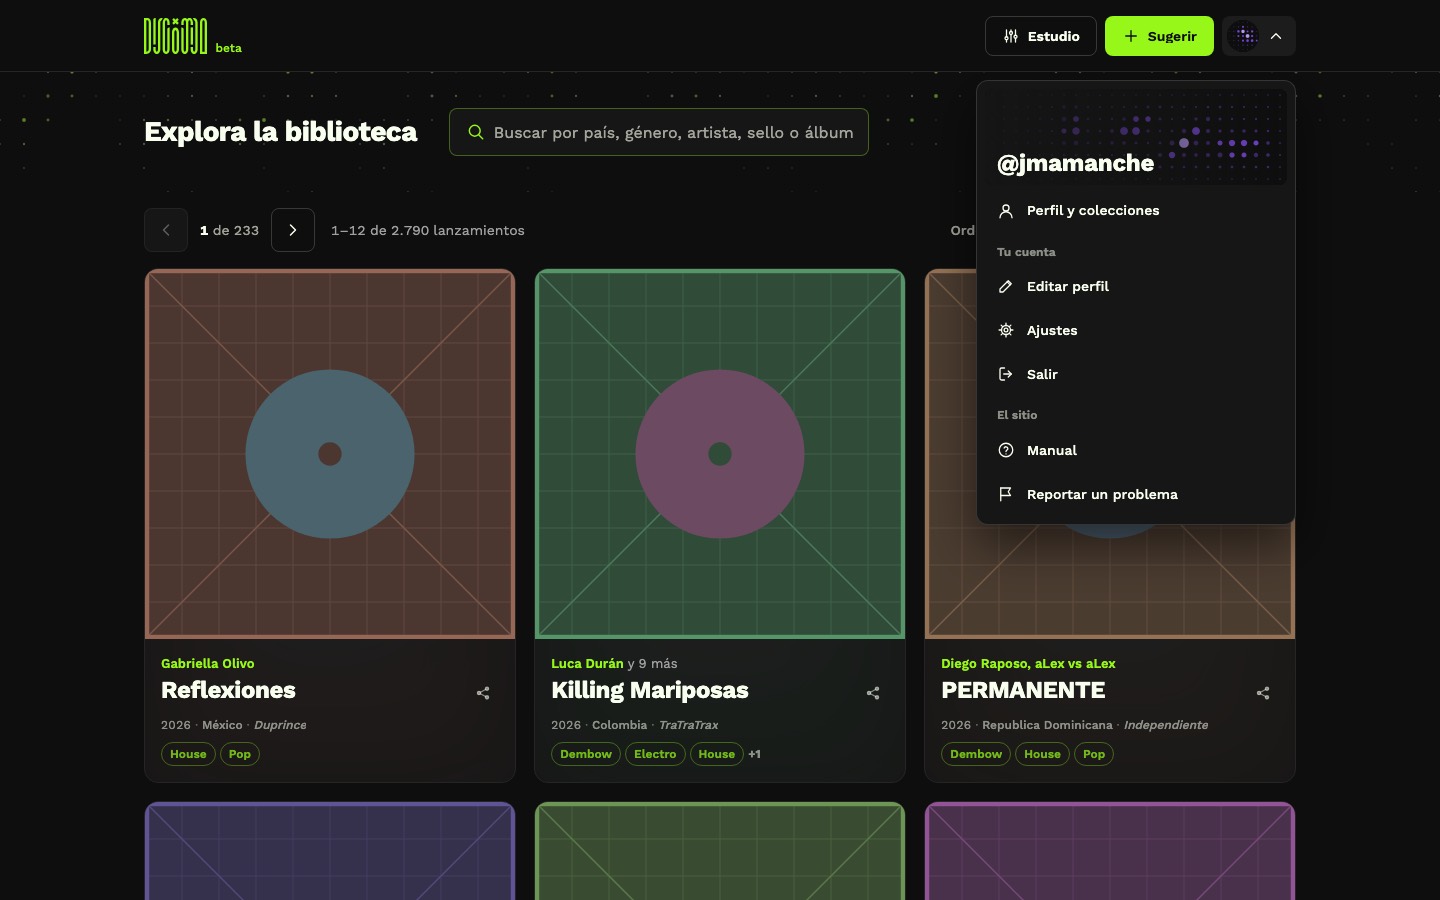 beta
Estudio
Sugerir
Explora la biblioteca
Buscar por país, género, artista, sello o álbum
@jmamanche
Perfil y colecciones
Tu cuenta
Editar perfil
Ajustes
Salir
El sitio
Manual
Reportar un problema
1 de 233
1–12 de 2.790 lanzamientos
Gabriella Olivo
Reflexiones
2026 · México · Duprince
House
Pop
Luca Durán y 9 más
Killing Mariposas
2026 · Colombia · TraTraTrax
Dembow
Electro
House
+1
Diego Raposo, aLex vs aLex
PERMANENTE
2026 · Republica Dominicana · Independiente
Dembow
House
Pop